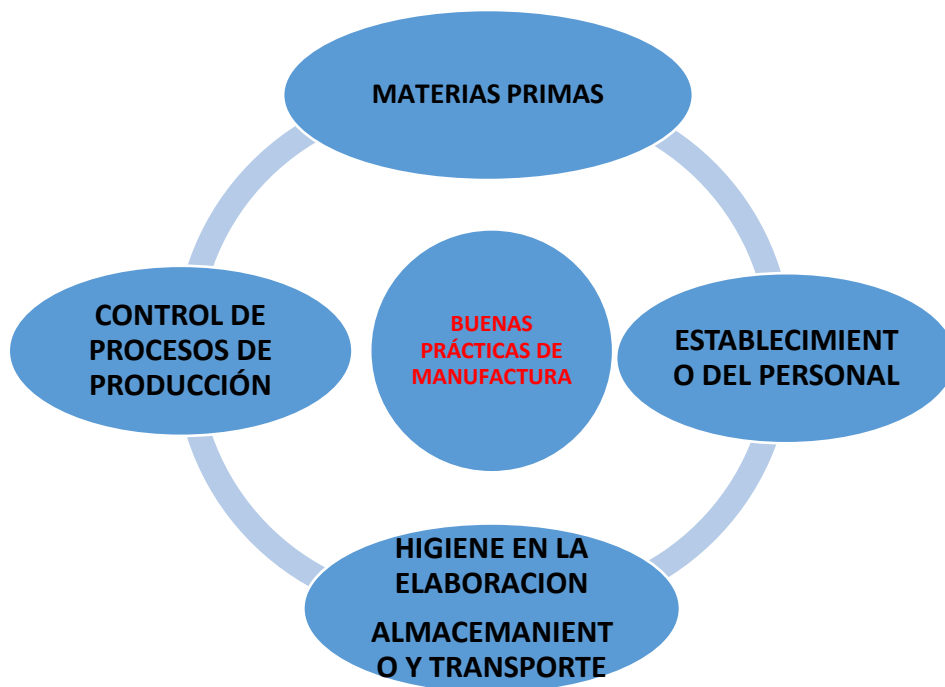 MATERIAS PRIMAS
CONTROL DE
PROCESOS DE
PRODUCCIÓN
BUENAS
PRÁCTICAS DE
MANUFACTURA
ESTABLECIMIENT
O DEL PERSONAL
HIGIENE EN LA
ELABORACION
ALMACEMANIENT
O Y TRANSPORTE